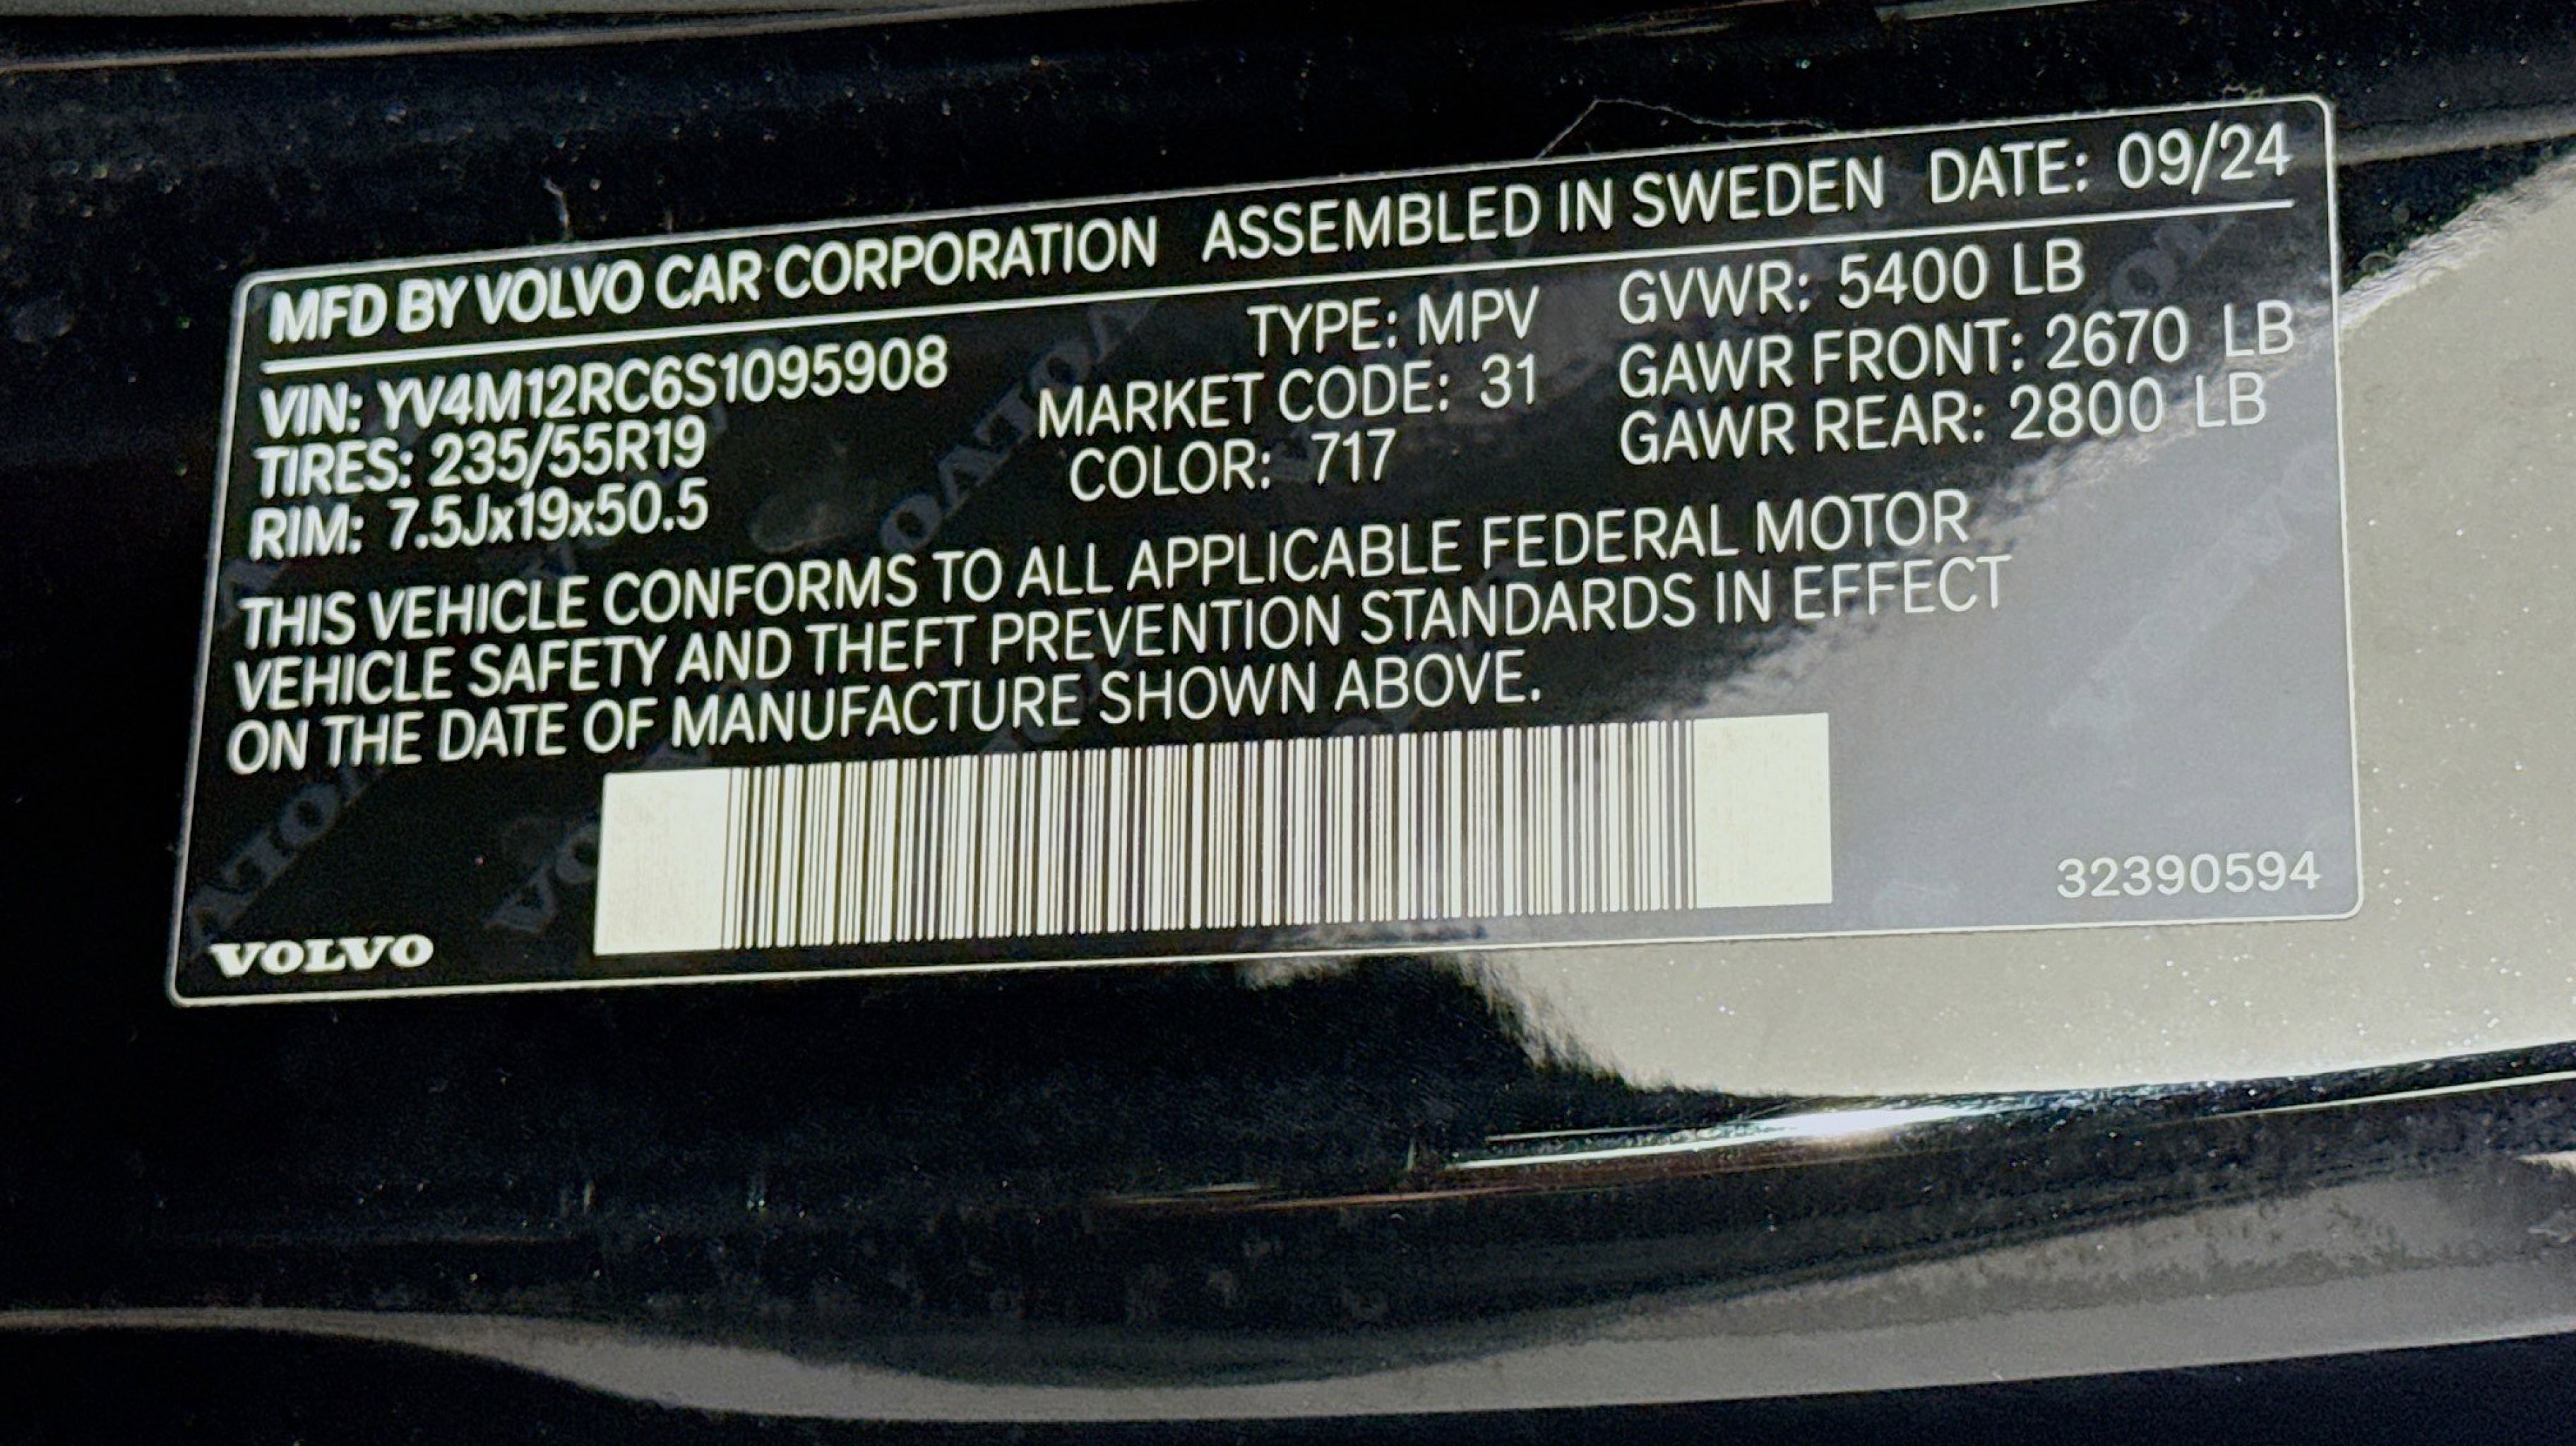 MFD BY VOLVO CAR CORPORATION ASSEMBLED IN SWEDEN DATE: 09/24
VIN: YV4M12RC6S1095908 TYPE: MPV GVWR: 5400 LB
TIRES: 235/55R19 MARKET CODE: 31 GAWR FRONT: 2670 LB
RIM: 7.5Jx19x50.5 COLOR: 717 GAWR REAR: 2800 LB
THIS VEHICLE CONFORMS TO ALL APPLICABLE FEDERAL MOTOR
VEHICLE SAFETY AND THEFT PREVENTION STANDARDS IN EFFECT
ON THE DATE OF MANUFACTURE SHOWN ABOVE.
VOLVO 32390594